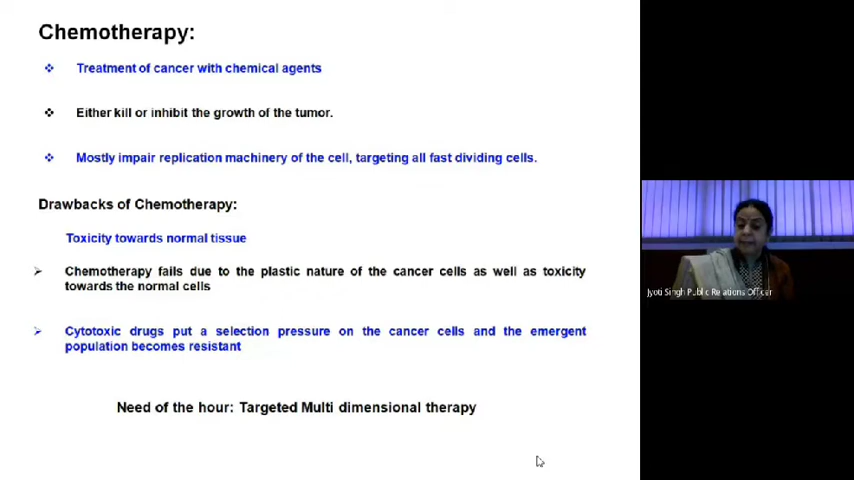 Chemotherapy:
Treatment of cancer with chemical agents
Either kill or inhibit the growth of the tumor.
Mostly impair replication machinery of the cell, targeting all fast dividing cells.
Drawbacks of Chemotherapy:
Toxicity towards normal tissue
Chemotherapy fails due to the plastic nature of the cancer cells as well as toxicity
towards the normal cells
Cytotoxic drugs put a selection pressure on the cancer cells and the emergent
population becomes resistant
Need of the hour: Targeted Multi dimensional therapy
Jyoti Singh Public Relations Officer